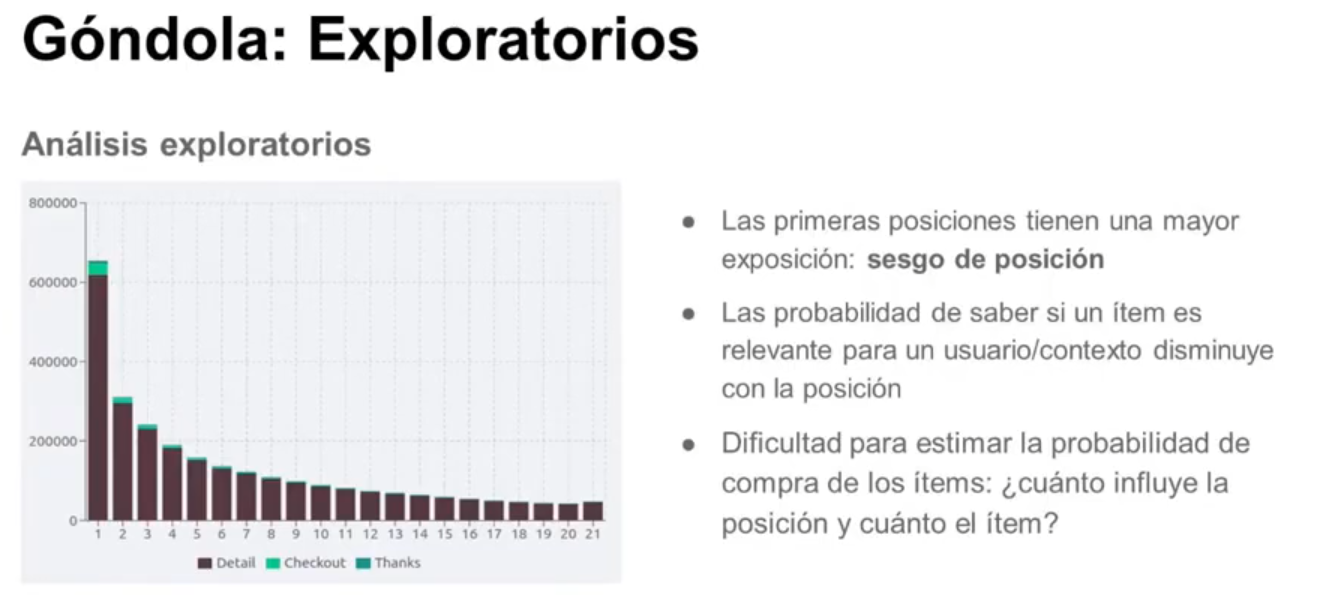 Góndola: Exploratorios
Análisis exploratorios
800000
600000
400000
200000
0
1 2 3 4 5 6 7 8 9 10 11 12 13 14 15 16 17 18 19 20 21
Detail Checkout Thanks
● Las primeras posiciones tienen una mayor
exposición: sesgo de posición
● Las probabilidad de saber si un ítem es
relevante para un usuario/contexto disminuye
con la posición
● Dificultad para estimar la probabilidad de
compra de los ítems: ¿cuánto influye la
posición y cuánto el ítem?